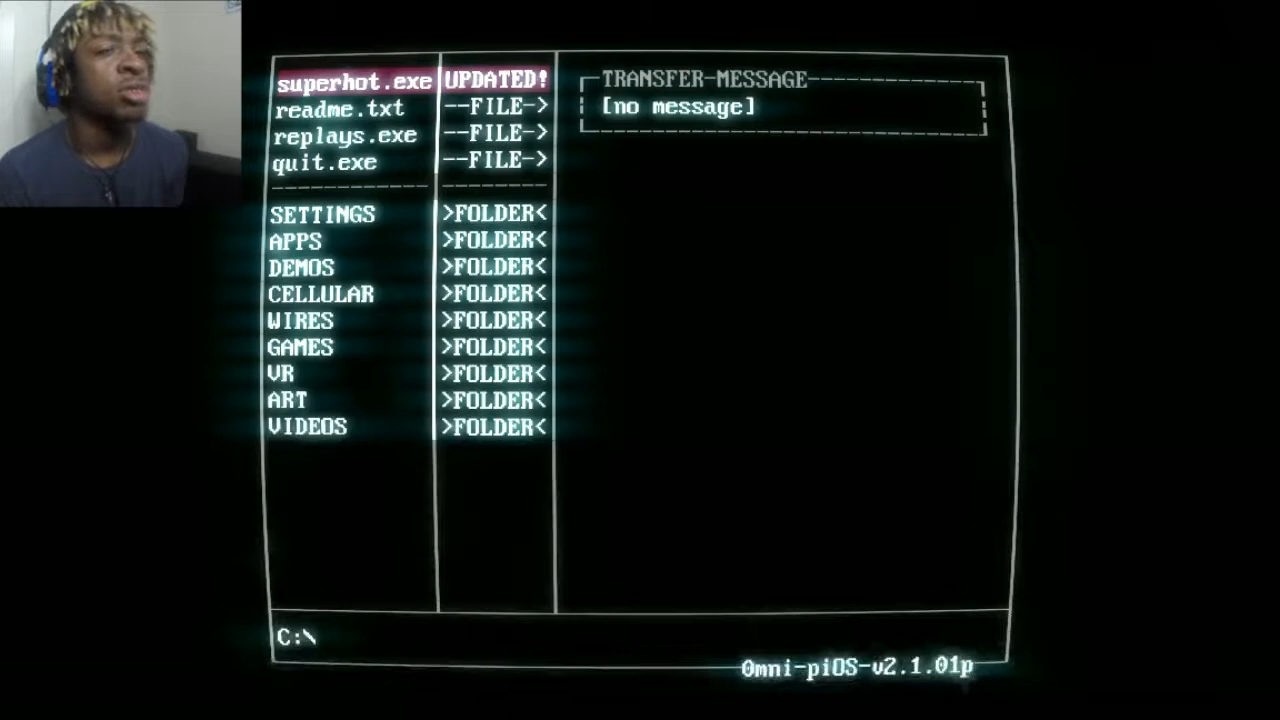 superhot.exe UPDATED!
readme.txt --FILE->
replays.exe --FILE->
quit.exe --FILE->
SETTINGS >FOLDER<
APPS >FOLDER<
DEMOS >FOLDER<
CELLULAR >FOLDER<
WIRES >FOLDER<
GAMES >FOLDER<
VR >FOLDER<
ART >FOLDER<
VIDEOS >FOLDER<
TRANSFER-MESSAGE
[no message]
C:\
Omni-piOS-v2.1.01p